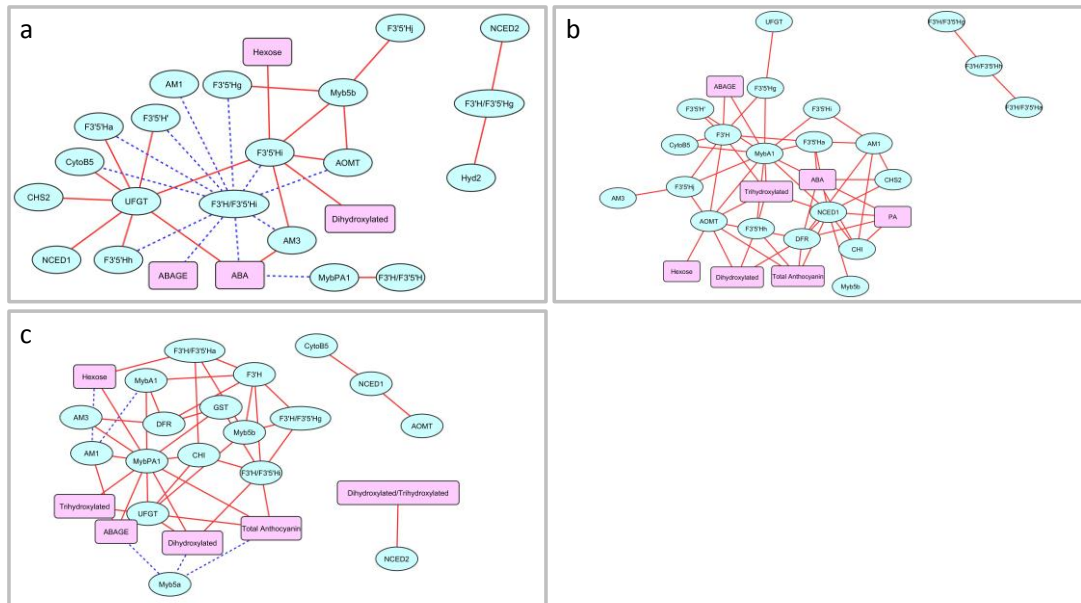 a
F3'5'Hj
NCED2
Hexose
AM1
F3'5'Hg
Myb5b
F3'H/F3'5'Hg
F3'5'Ha
F3'5'H'
CytoB5
F3'5'Hi
AOMT
Hyd2
CHS2
UFGT
F3'H/F3'5'Hi
Dihydroxylated
NCED1
F3'5'Hh
AM3
ABAGE
ABA
MybPA1
F3'H/F3'5'H
b
UFGT
F3'H/F3'5'Hg
F3'H/F3'5'Hh
F3'H/F3'5'Ha
ABAGE
F3'5'Hg
F3'5'H'
F3'5'Hi
F3'H
CytoB5
MybA1
F3'5'Ha
AM1
F3'5'Hj
ABA
CHS2
AM3
Trihydroxylated
AOMT
NCED1
PA
F3'5'Hh
DFR
CHI
Hexose
Dihydroxylated
Total Anthocyanin
Myb5b
c
F3'H/F3'5'Ha
CytoB5
Hexose
MybA1
F3'H
NCED1
AM3
GST
DFR
Myb5b
F3'H/F3'5'Hg
AOMT
AM1
MybPA1
CHI
F3'H/F3'5'Hi
Dihydroxylated/Trihydroxylated
Trihydroxylated
UFGT
ABAGE
Total Anthocyanin
Dihydroxylated
NCED2
Myb5a